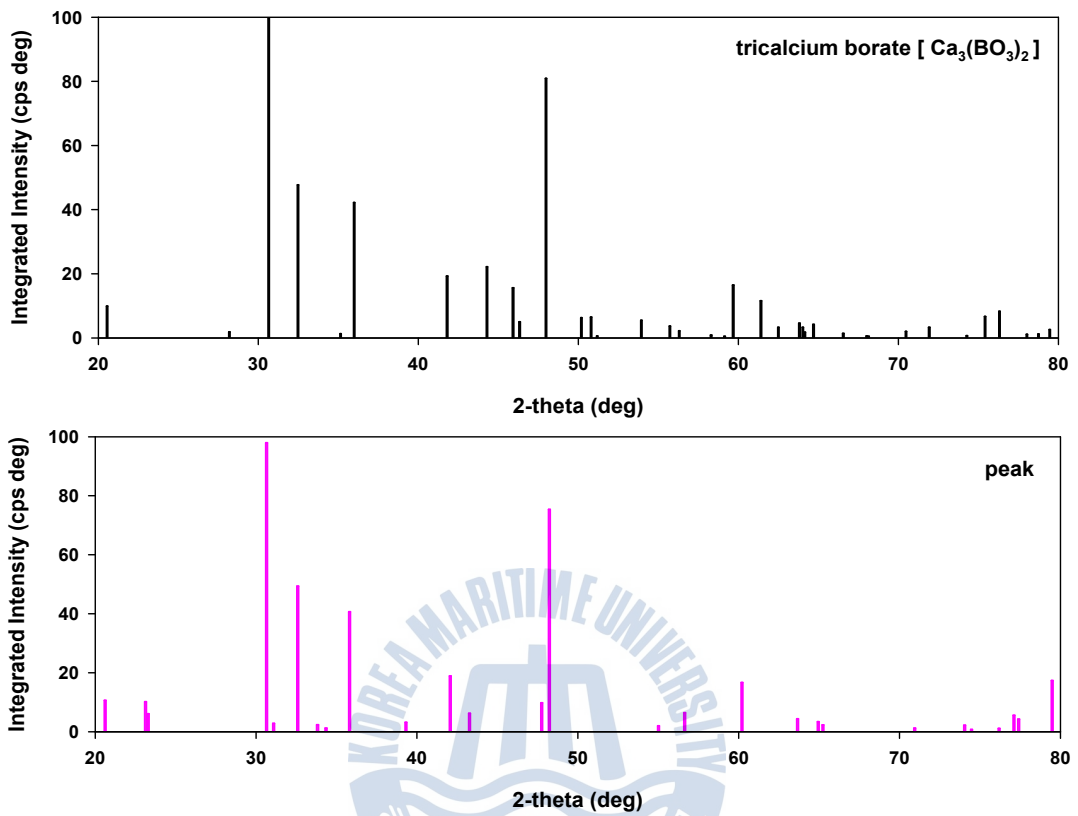 100
tricalcium borate [ Ca₃(BO₃)₂ ]
80
60
40
20
0
Integrated Intensity (cps deg)
20 30 40 50 60 70 80
2-theta (deg)
100
peak
80
60
40
20
0
Integrated Intensity (cps deg)
20 30 40 50 60 70 80
2-theta (deg)
KOREA MARITIME UNIVERSITY